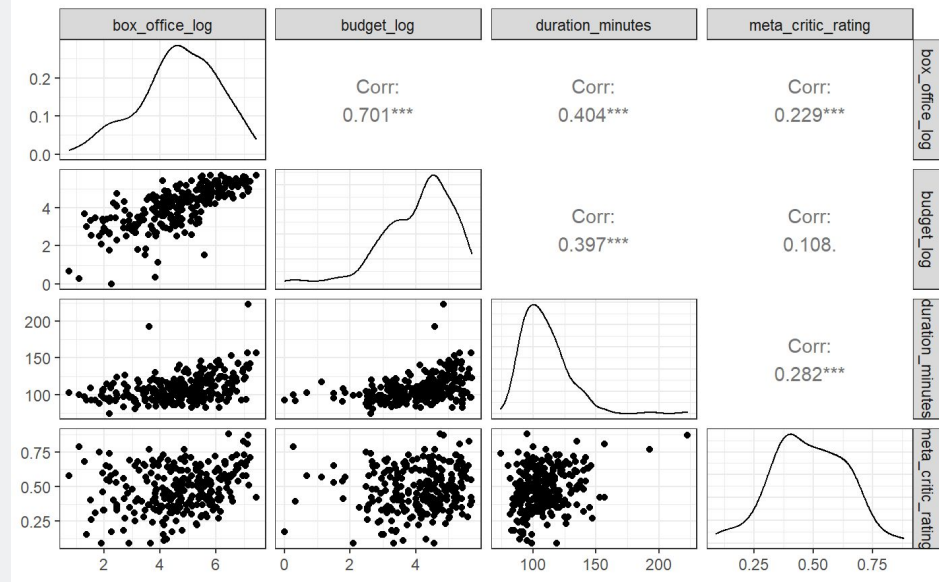 box_office_log budget_log duration_minutes meta_critic_rating
0.2
0.1
0.0
Corr:
0.701***
Corr:
0.404***
Corr:
0.229***
box_office_log
4
2
0
Corr:
0.397***
Corr:
0.108.
budget_log
200
150
100
Corr:
0.282***
duration_minutes
0.75
0.50
0.25
meta_critic_rating
2 4 6 0 2 4 100 150 200 0.25 0.50 0.75